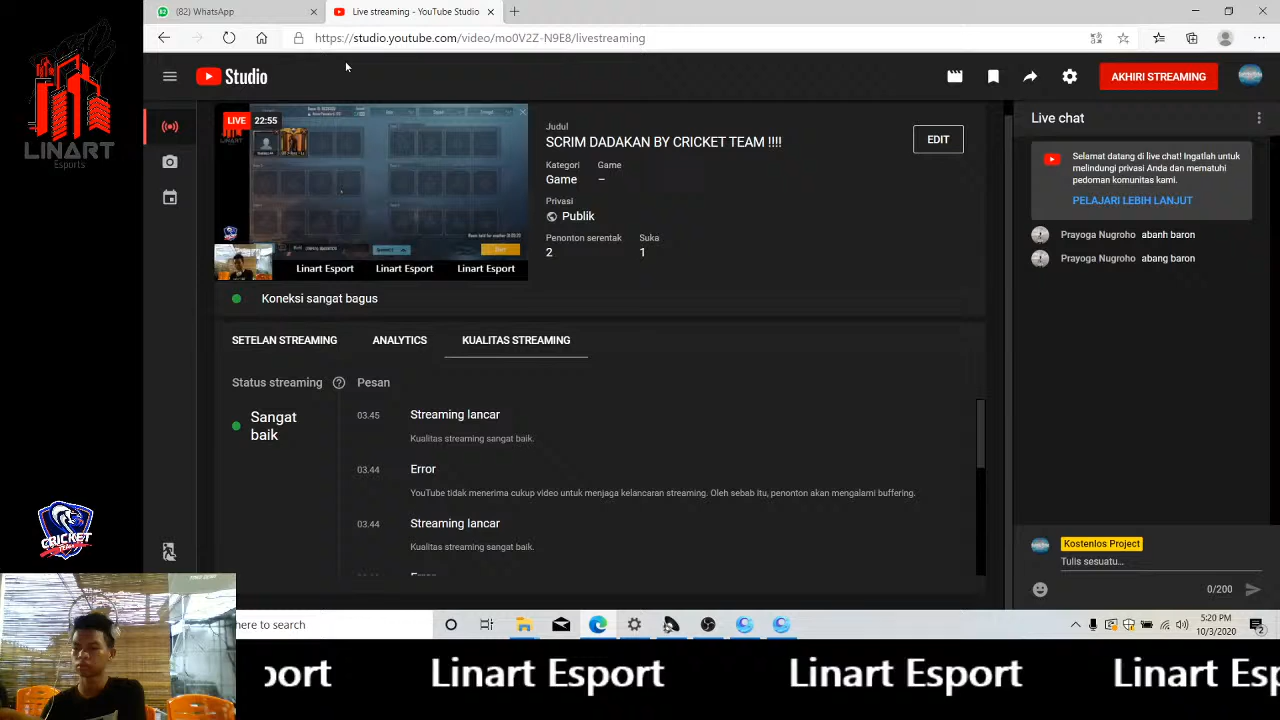 (82) WhatsApp
Live streaming - YouTube Studio
https://studio.youtube.com/video/mo0V2Z-N9E8/livestreaming
LINART
Esports
Studio
AKHIRI STREAMING
LIVE 22:55
Linart Esport Linart Esport Linart Esport
Judul
SCRIM DADAKAN BY CRICKET TEAM !!!!
EDIT
Kategori Game
Game –
Privasi
Publik
Penonton serentak Suka
2 1
Koneksi sangat bagus
SETELAN STREAMING ANALYTICS KUALITAS STREAMING
Status streaming Pesan
Sangat
baik
03.45 Streaming lancar
Kualitas streaming sangat baik.
03.44 Error
YouTube tidak menerima cukup video untuk menjaga kelancaran streaming. Oleh sebab itu, penonton akan mengalami buffering.
03.44 Streaming lancar
Kualitas streaming sangat baik.
Live chat
Selamat datang di live chat! Ingatlah untuk
melindungi privasi Anda dan mematuhi
pedoman komunitas kami.
PELAJARI LEBIH LANJUT
Prayoga Nugroho abanh baron
Prayoga Nugroho abang baron
Kostenlos Project
Tulis sesuatu...
0/200
CRICKET
here to search
5:20 PM
10/3/2020
port Linart Esport Linart Esport Linart Esp